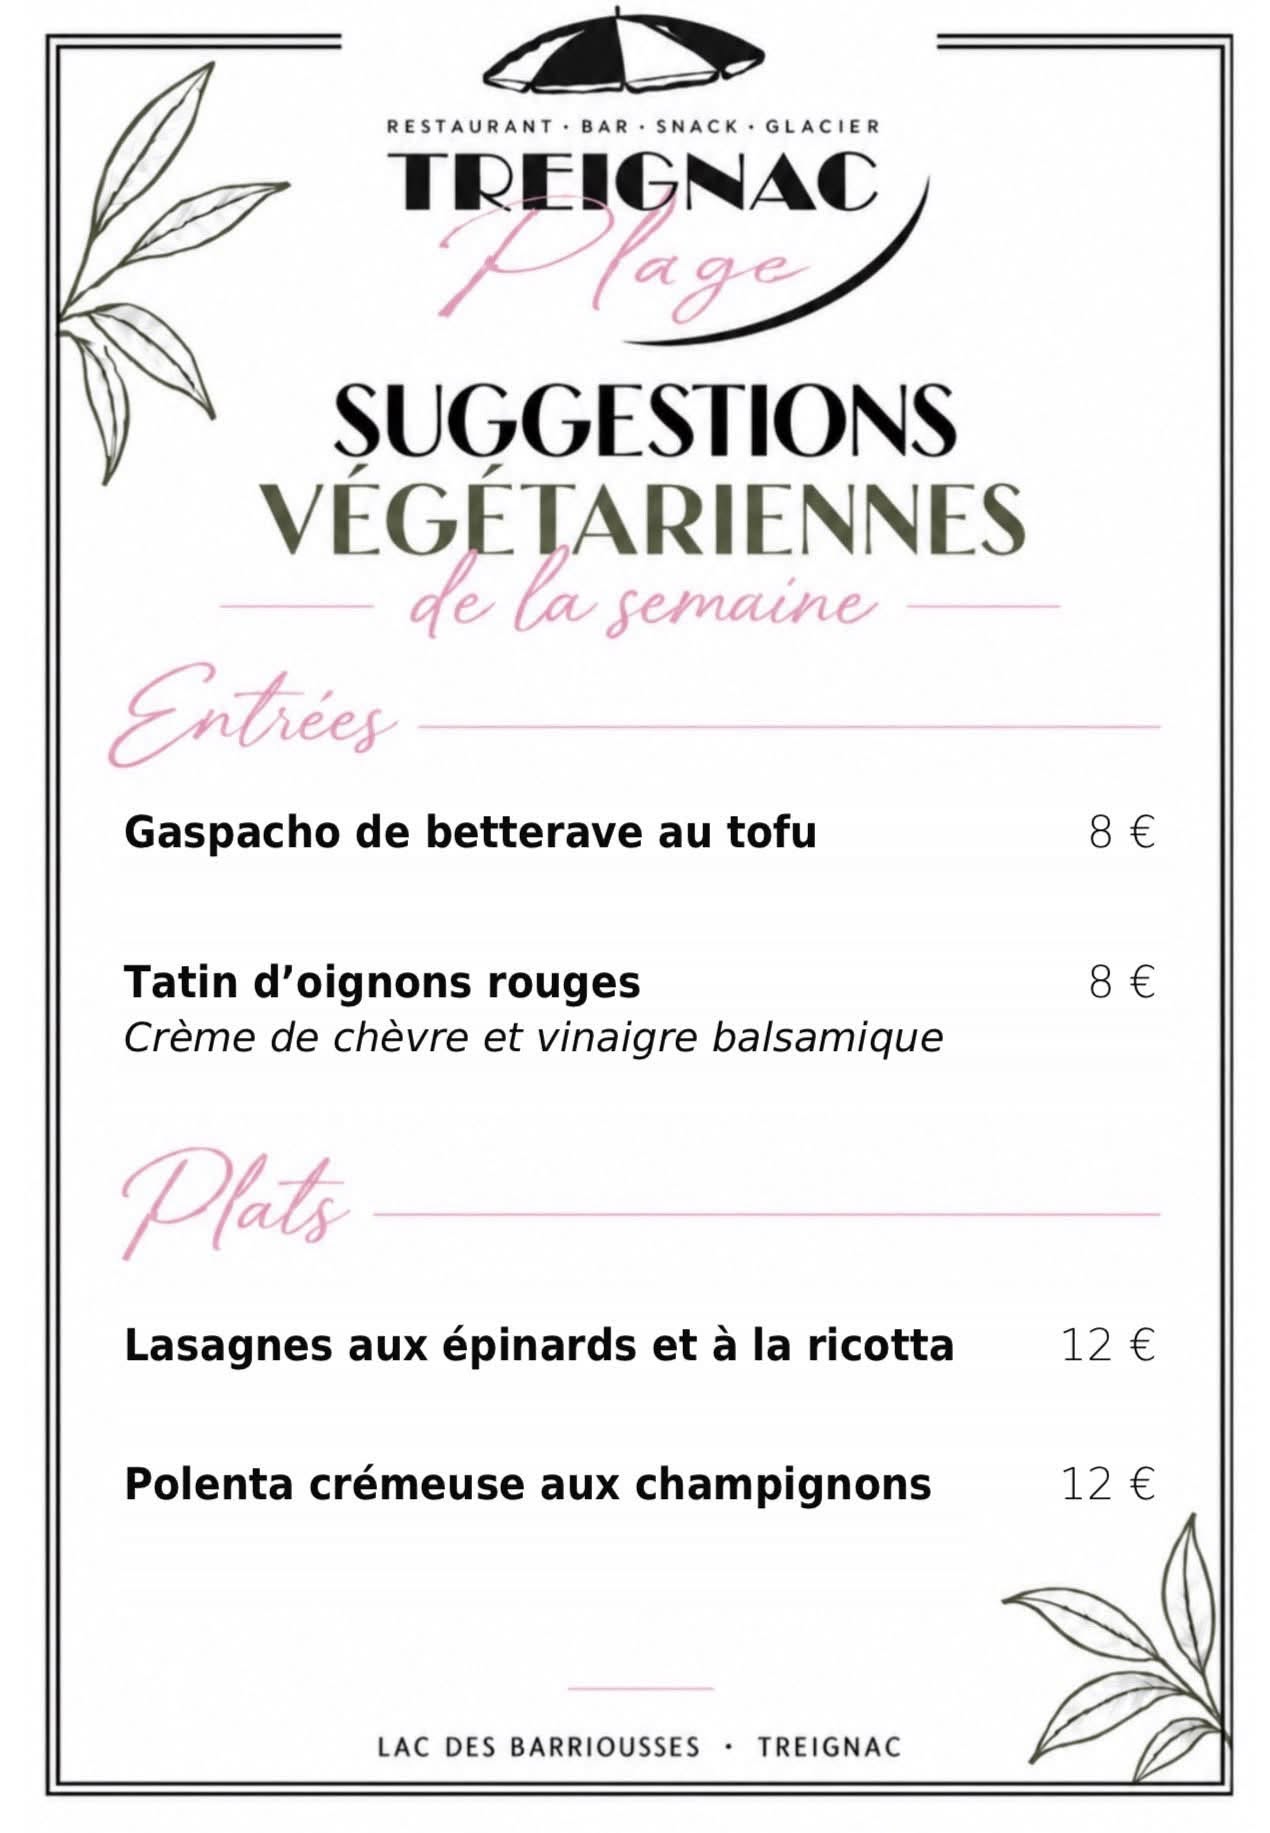 RESTAURANT · BAR · SNACK · GLACIER
TREIGNAC
Plage
SUGGESTIONS
VÉGÉTARIENNES
de la semaine
Entrées
Gaspacho de betterave au tofu 8 €
Tatin d’oignons rouges 8 €
Crème de chèvre et vinaigre balsamique
Plats
Lasagnes aux épinards et à la ricotta 12 €
Polenta crémeuse aux champignons 12 €
LAC DES BARRIOUSSES · TREIGNAC